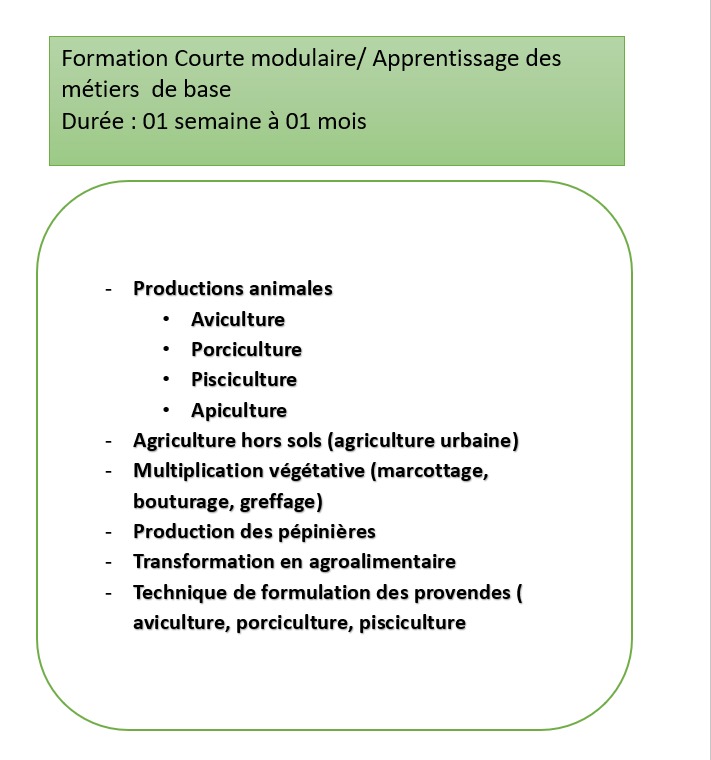 Formation Courte modulaire/ Apprentissage des
métiers  de base
Durée : 01 semaine à 01 mois
- Productions animales
• Aviculture
• Porciculture
• Pisciculture
• Apiculture
- Agriculture hors sols (agriculture urbaine)
- Multiplication végétative (marcottage,
bouturage, greffage)
- Production des pépinières
- Transformation en agroalimentaire
- Technique de formulation des provendes (
aviculture, porciculture, pisciculture